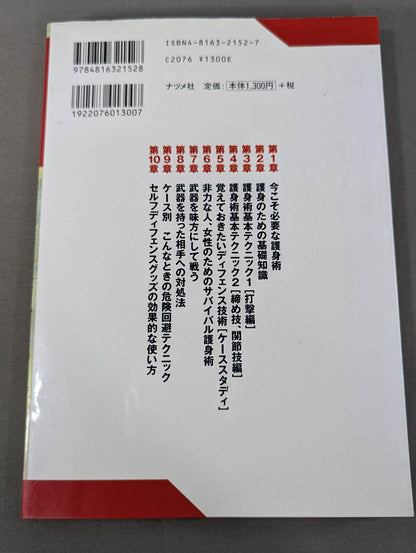 ISBN4-8163-2152-7
C2076 ¥1300E
9784816321528
1922076013007
ナツメ社 定価：本体1,300円 +税
第1章 今こそ必要な護身術
第2章 護身のための基礎知識
第3章 護身術基本テクニック1［打撃編］
第4章 護身術基本テクニック2［締め技、関節技編］
第5章 覚えておきたいディフェンス技術［ケーススタディ］
第6章 非力な人、女性のためのサバイバル護身術
第7章 武器を味方にして戦う
第8章 武器を持った相手への対処法
第9章 ケース別 こんなときの危険回避テクニック
第10章 セルフディフェンスグッズの効果的な使い方